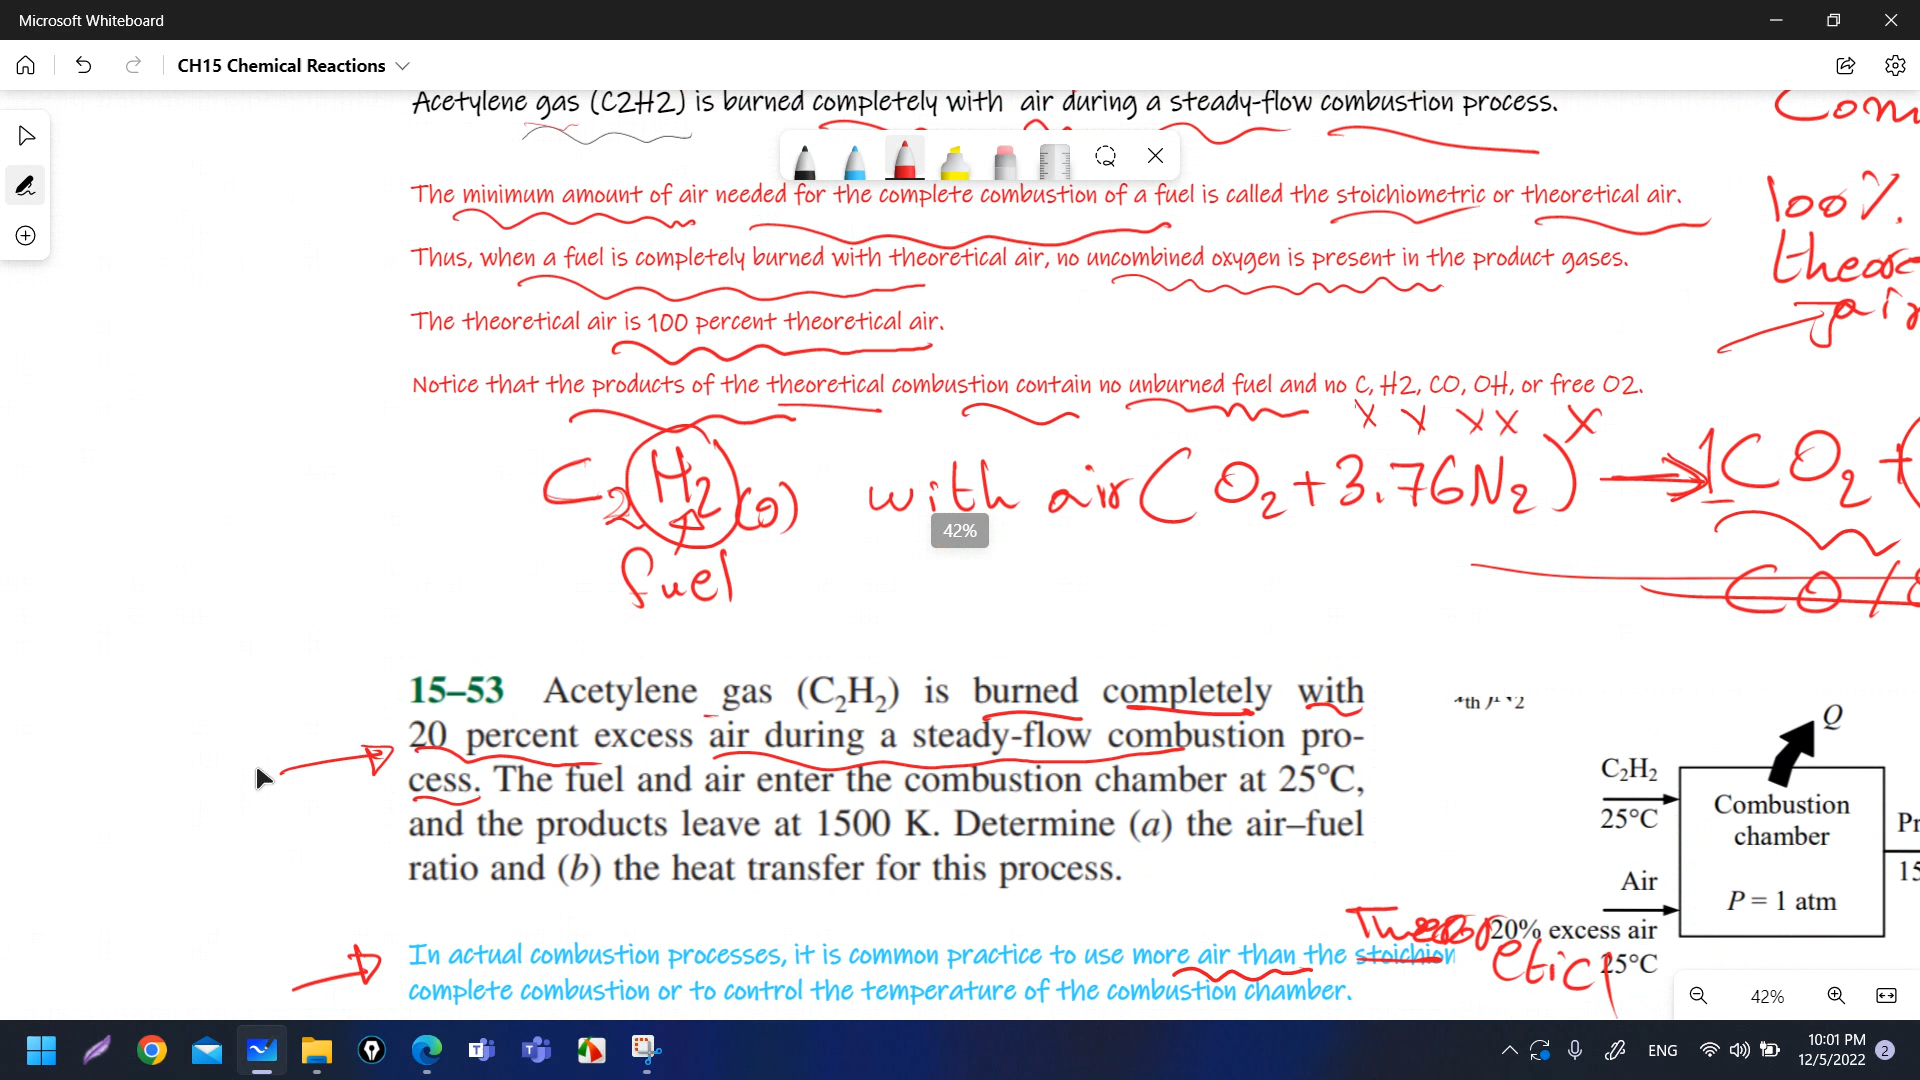 Microsoft Whiteboard
CH15 Chemical Reactions
Acetylene gas (C2H2) is burned completely with air during a steady-flow combustion process.
The minimum amount of air needed for the complete combustion of a fuel is called the stoichiometric or theoretical air.
Thus, when a fuel is completely burned with theoretical air, no uncombined oxygen is present in the product gases.
The theoretical air is 100 percent theoretical air.
Notice that the products of the theoretical combustion contain no unburned fuel and no C, H2, CO, OH, or free O2.
Com
100%
theore
air
X X X X X
C2H2(g) with air (O2+3.76N2) → 1CO2 +
fuel
CO /
42%
15–53 Acetylene gas (C₂H₂) is burned completely with
20 percent excess air during a steady-flow combustion pro-
cess. The fuel and air enter the combustion chamber at 25°C,
and the products leave at 1500 K. Determine (a) the air–fuel
ratio and (b) the heat transfer for this process.
Q
C₂H₂
25°C
Combustion
chamber
P = 1 atm
Pr
15
Air
20% excess air
25°C
In actual combustion processes, it is common practice to use more air than the stoichion
complete combustion or to control the temperature of the combustion chamber.
42%
ENG
10:01 PM
12/5/2022
2